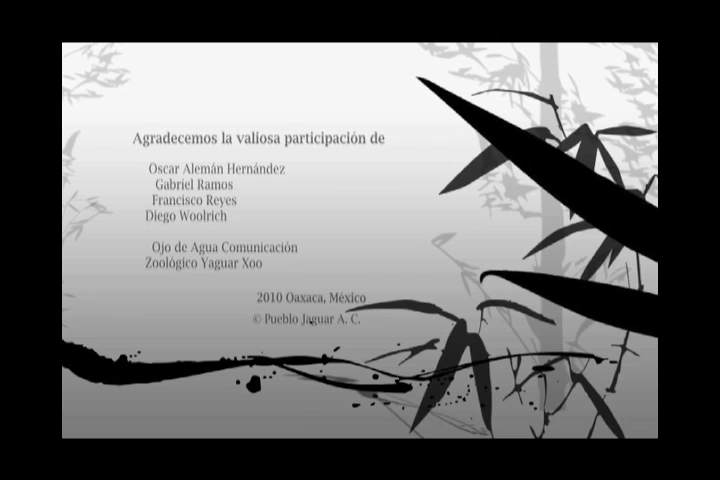 Agradecemos la valiosa participación de
Oscar Alemán Hernández
Gabriel Ramos
Francisco Reyes
Diego Woolrich
Ojo de Agua Comunicación
Zoológico Yaguar Xoo
2010 Oaxaca, México
© Pueblo Jaguar A. C.